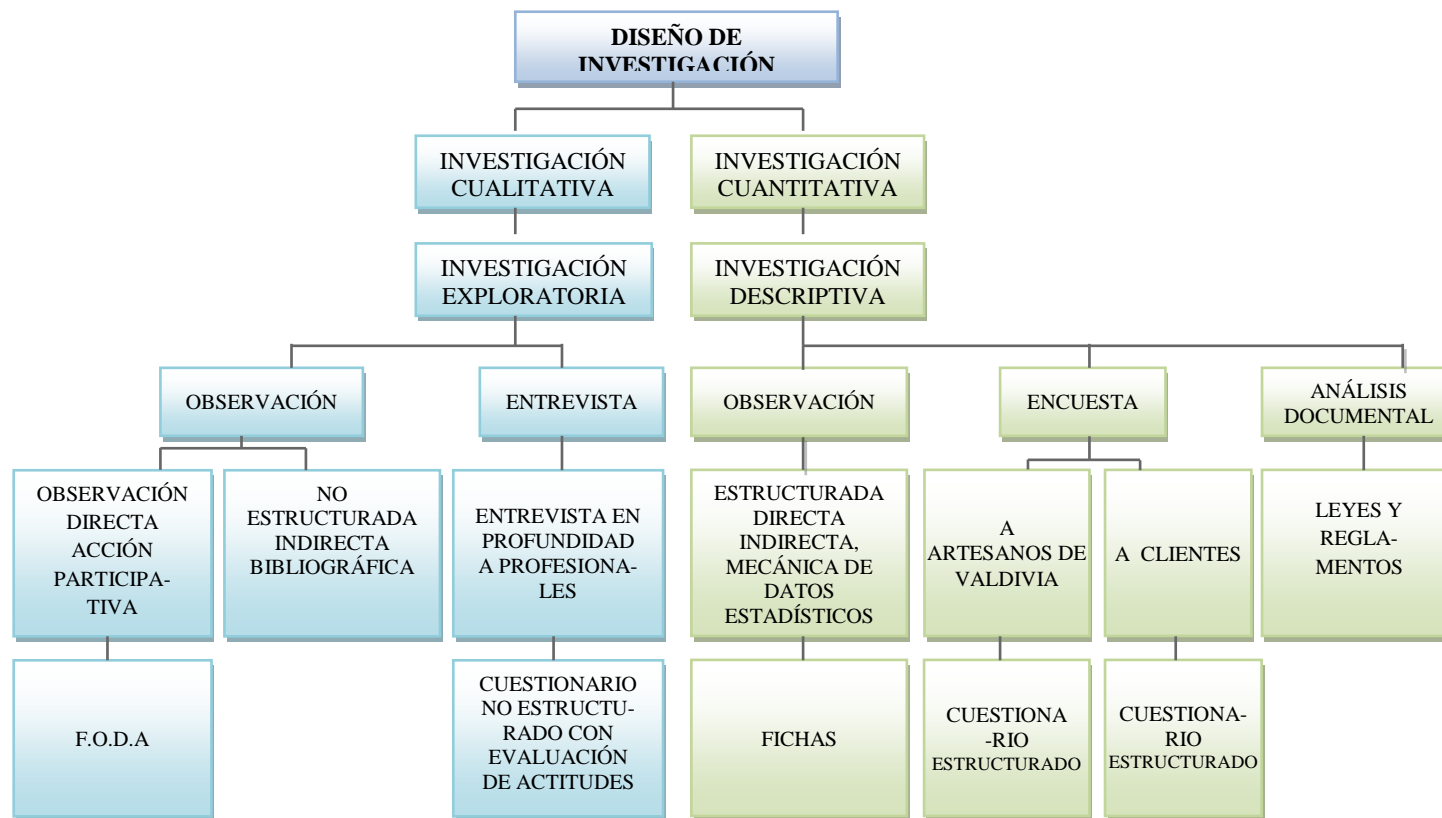 DISEÑO DE
INVESTIGACIÓN
INVESTIGACIÓN
CUALITATIVA
INVESTIGACIÓN
CUANTITATIVA
INVESTIGACIÓN
EXPLORATORIA
INVESTIGACIÓN
DESCRIPTIVA
OBSERVACIÓN
ENTREVISTA
OBSERVACIÓN
ENCUESTA
ANÁLISIS
DOCUMENTAL
OBSERVACIÓN
DIRECTA
ACCIÓN
PARTICIPA-
TIVA
NO
ESTRUCTURADA
INDIRECTA
BIBLIOGRÁFICA
ENTREVISTA EN
PROFUNDIDAD
A PROFESIONA-
LES
ESTRUCTURADA
DIRECTA
INDIRECTA,
MECÁNICA DE
DATOS
ESTADÍSTICOS
A
ARTESANOS DE
VALDIVIA
A CLIENTES
LEYES Y
REGLA-
MENTOS
F.O.D.A
CUESTIONARIO
NO ESTRUCTU-
RADO CON
EVALUACIÓN
DE ACTITUDES
FICHAS
CUESTIONA
-RIO
ESTRUCTURADO
CUESTIONA-
RIO
ESTRUCTURADO